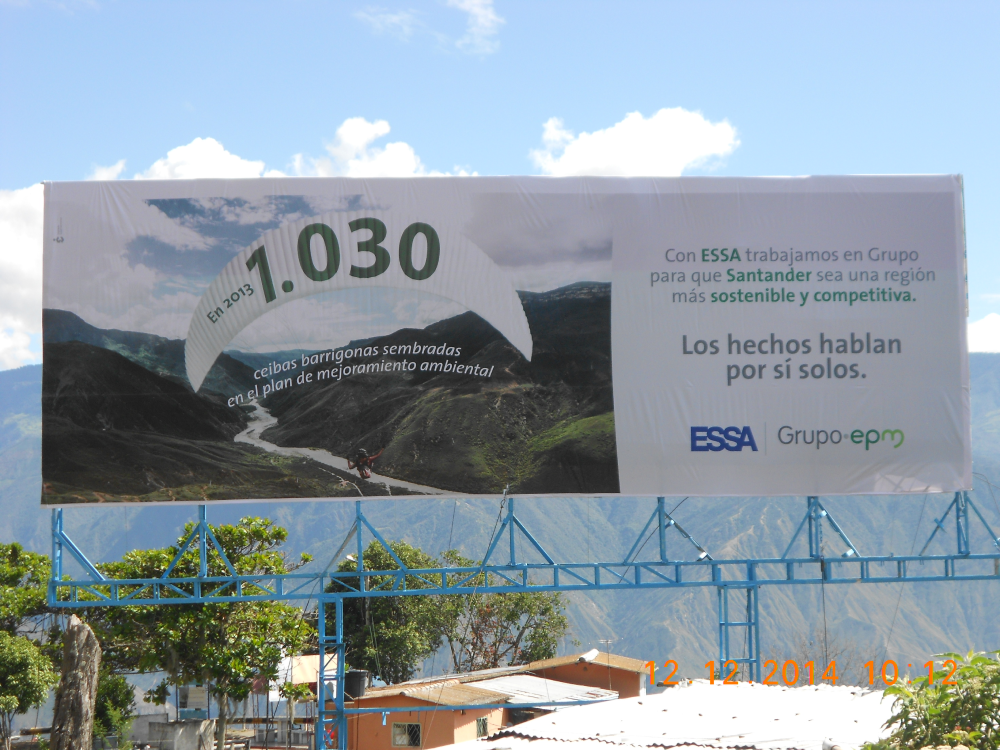 En 2013
1.030
ceibas barrigonas sembradas
en el plan de mejoramiento ambiental
Con ESSA trabajamos en Grupo
para que Santander sea una región
más sostenible y competitiva.
Los hechos hablan
por sí solos.
ESSA
Grupo epm
12 12 2014 10:12